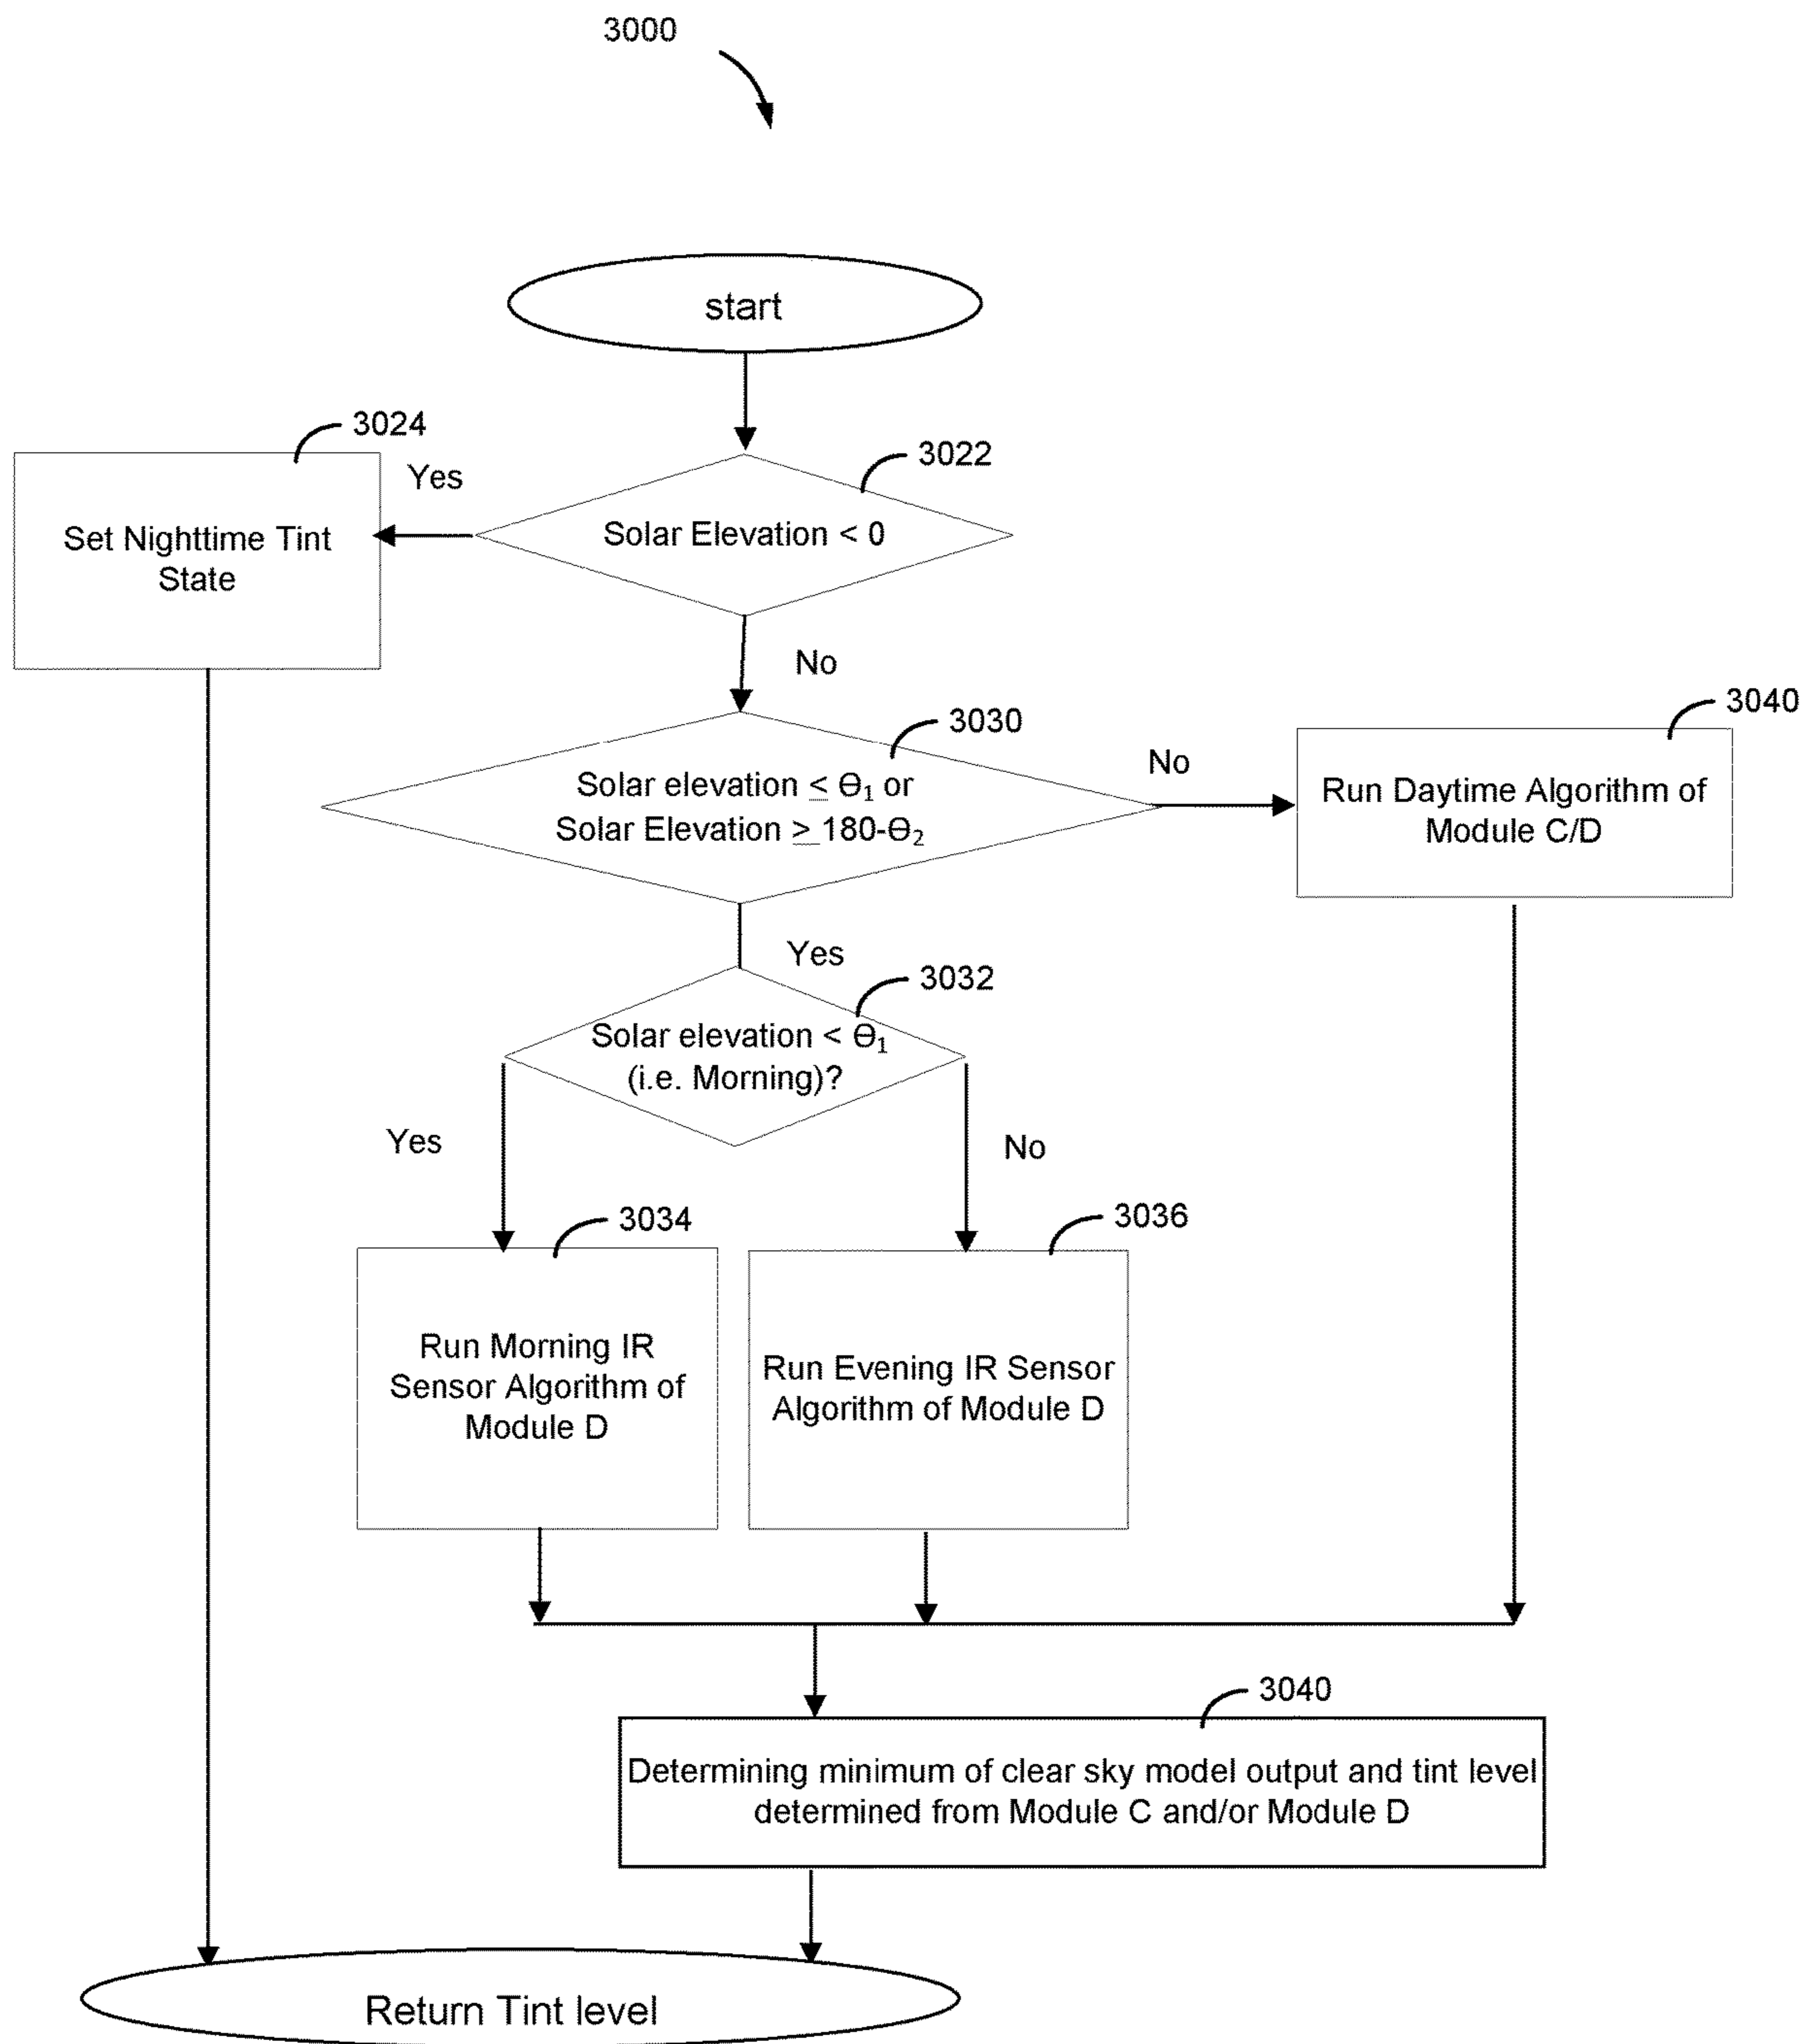 3000
start
3024
3022
Yes
Solar Elevation < 0
Set Nighttime Tint
State
No
3030
3040
No
Solar elevation ≤ Θ₁ or
Solar Elevation ≥ 180-Θ₂
Run Daytime Algorithm of
Module C/D
Yes
3032
Solar elevation < Θ₁
(i.e. Morning)?
Yes
No
3034
3036
Run Morning IR
Sensor Algorithm of
Module D
Run Evening IR Sensor
Algorithm of Module D
3040
Determining minimum of clear sky model output and tint level
determined from Module C and/or Module D
Return Tint level